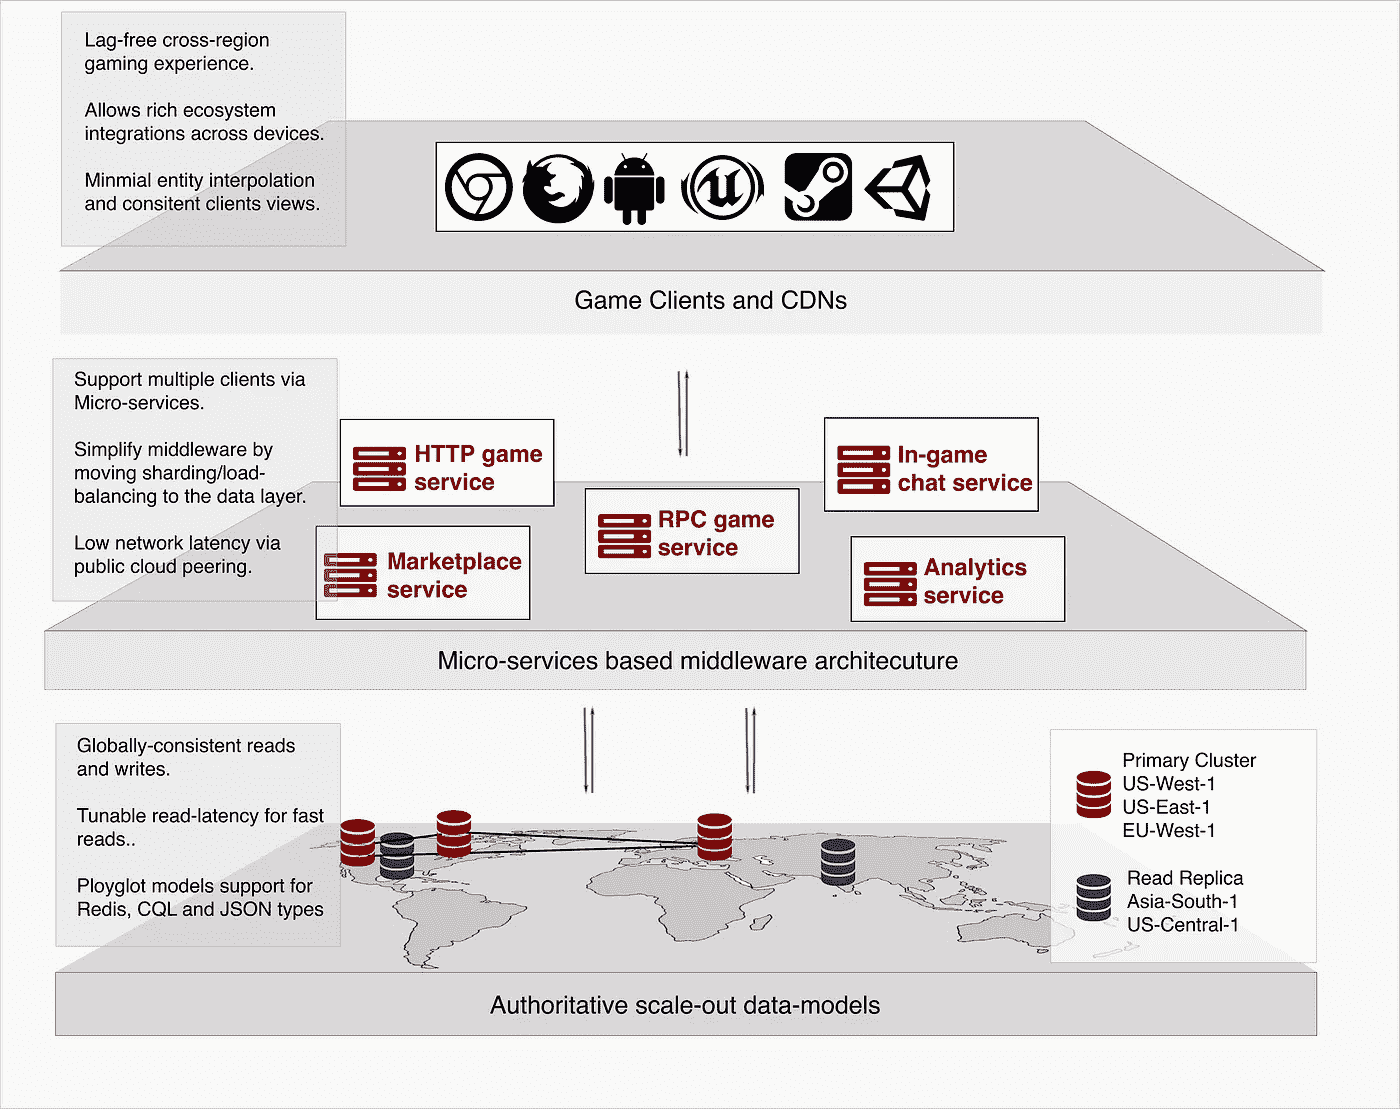 Lag-free cross-region
gaming experience.
Allows rich ecosystem
integrations across devices.
Minmial entity interpolation
and consitent clients views.
Game Clients and CDNs
Support multiple clients via
Micro-services.
Simplify middleware by
moving sharding/load-
balancing to the data layer.
Low network latency via
public cloud peering.
HTTP game
service
In-game
chat service
RPC game
service
Marketplace
service
Analytics
service
Micro-services based middleware architecuture
Globally-consistent reads
and writes.
Tunable read-latency for fast
reads..
Ployglot models support for
Redis, CQL and JSON types
Primary Cluster
US-West-1
US-East-1
EU-West-1
Read Replica
Asia-South-1
US-Central-1
Authoritative scale-out data-models